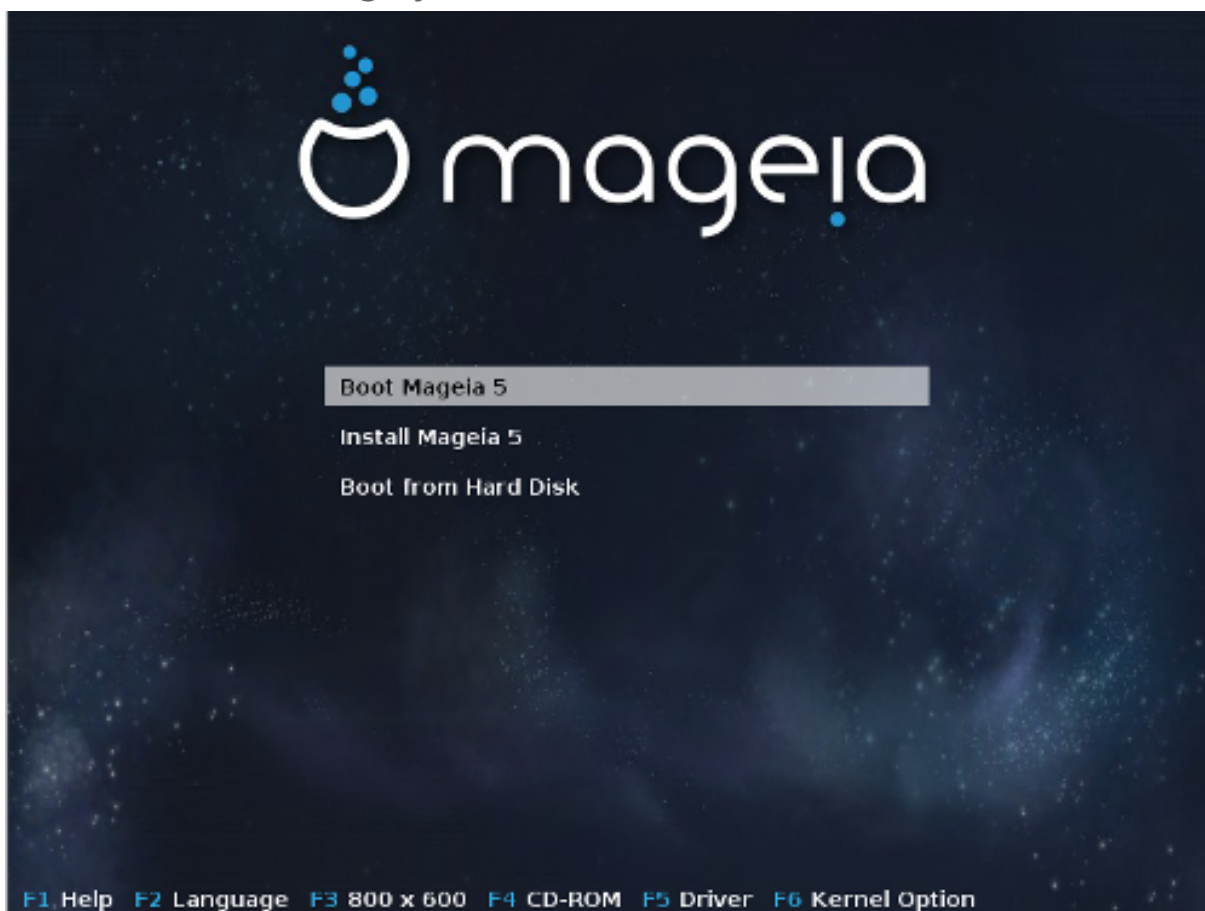 mageia
Boot Mageia 5
Install Mageia 5
Boot from Hard Disk
F1 Help F2 Language F3 800 x 600 F4 CD-ROM F5 Driver F6 Kernel Option